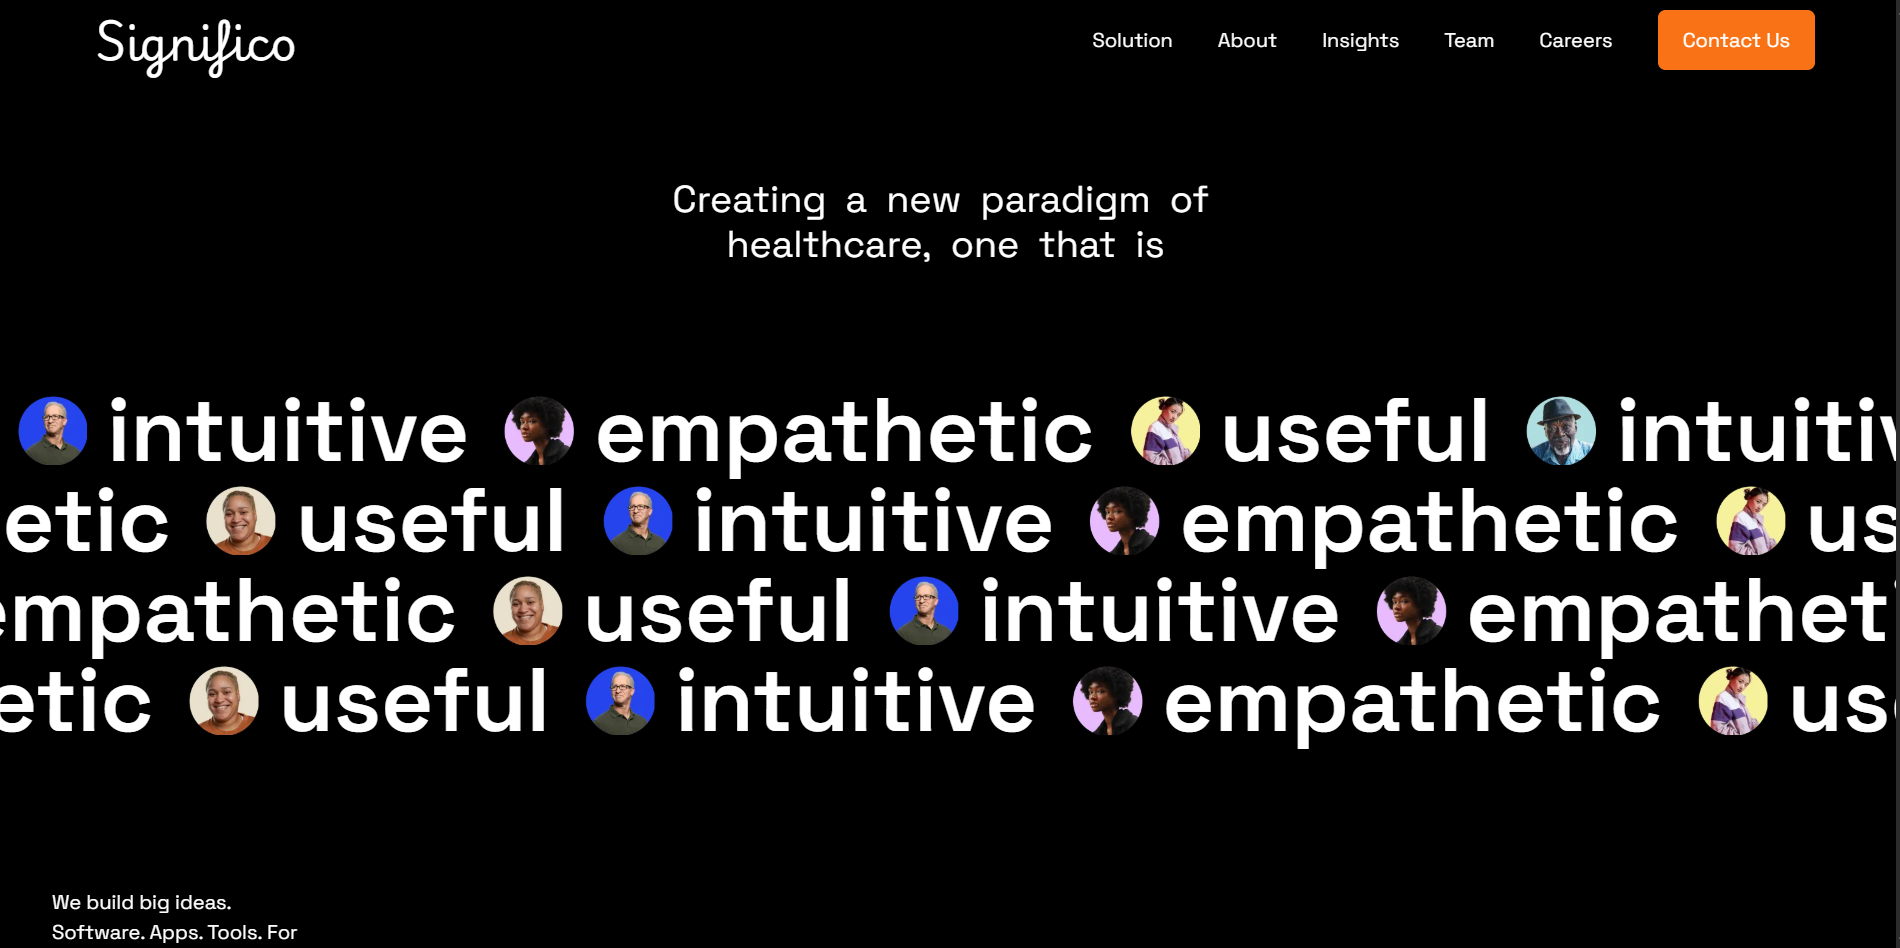 Significo
Solution About Insights Team Careers Contact Us
Creating a new paradigm of
healthcare, one that is
intuitive empathetic useful intuitiv
etic useful intuitive empathetic us
empathetic useful intuitive empathet
etic useful intuitive empathetic us
We build big ideas.
Software. Apps. Tools. For